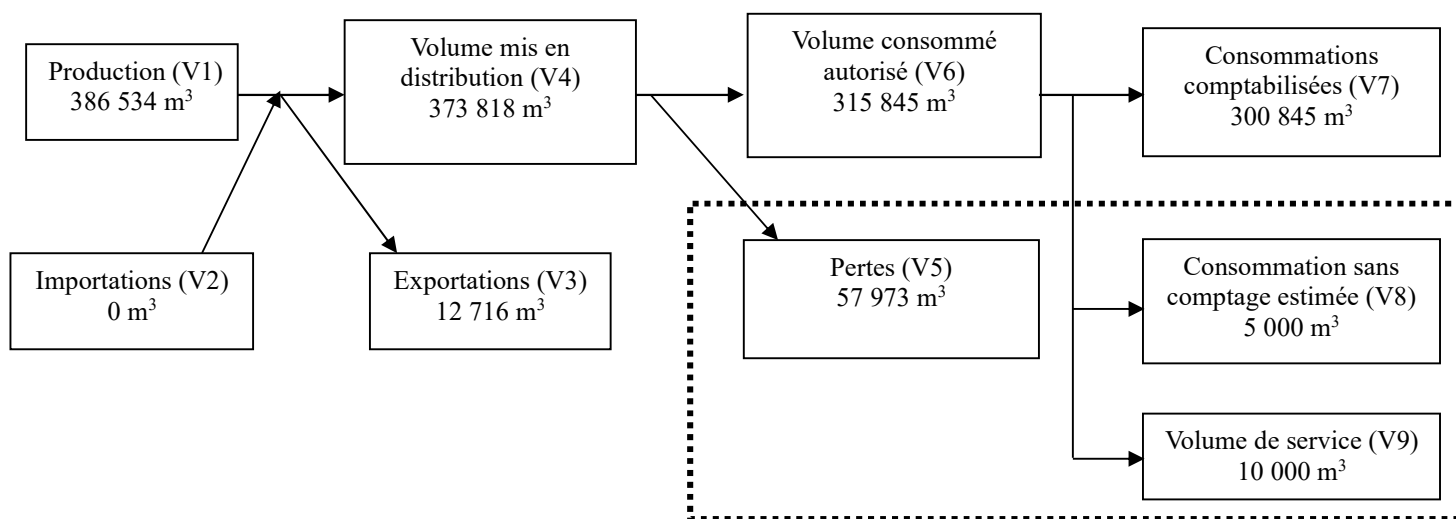 Production (V1)
386 534 m³
Volume mis en
distribution (V4)
373 818 m³
Volume consommé
autorisé (V6)
315 845 m³
Consommations
comptabilisées (V7)
300 845 m³
Importations (V2)
0 m³
Exportations (V3)
12 716 m³
Pertes (V5)
57 973 m³
Consommation sans
comptage estimée (V8)
5 000 m³
Volume de service (V9)
10 000 m³